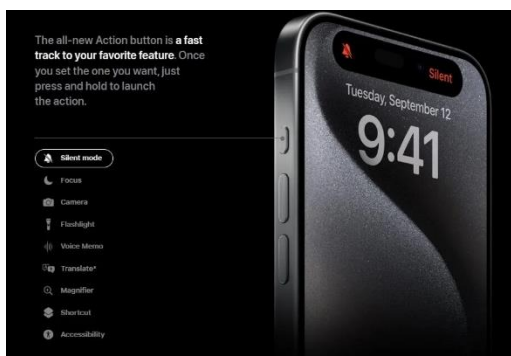 The all-new Action button is a fast
track to your favorite feature. Once
you set the one you want, just
press and hold to launch
the action.
Silent mode
Focus
Camera
Flashlight
Voice Memo
Translate*
Magnifier
Shortcut
Accessibility
Silent
Tuesday, September 12
9:41